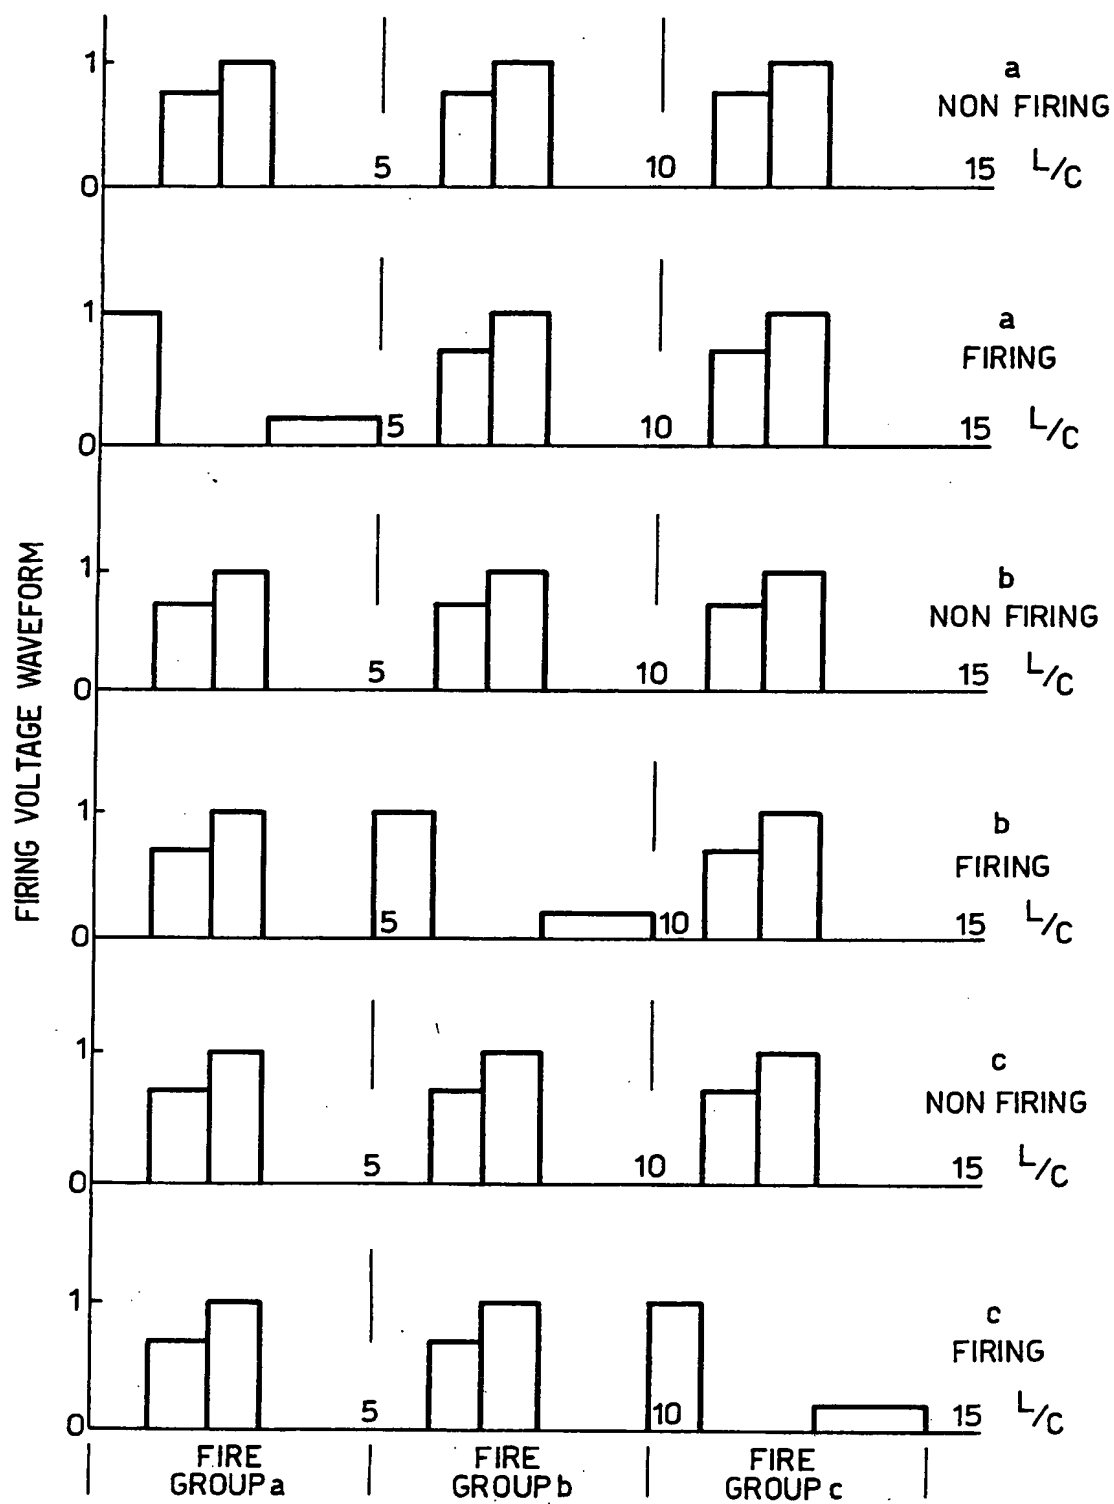 FIRING VOLTAGE WAVEFORM
1
0
5
10
15
L/C
a
NON FIRING
1
0
5
10
15
L/C
a
FIRING
1
0
5
10
15
L/C
b
NON FIRING
1
0
5
10
15
L/C
b
FIRING
1
0
5
10
15
L/C
c
NON FIRING
1
0
5
10
15
L/C
c
FIRING
FIRE
GROUP a
FIRE
GROUP b
FIRE
GROUP c